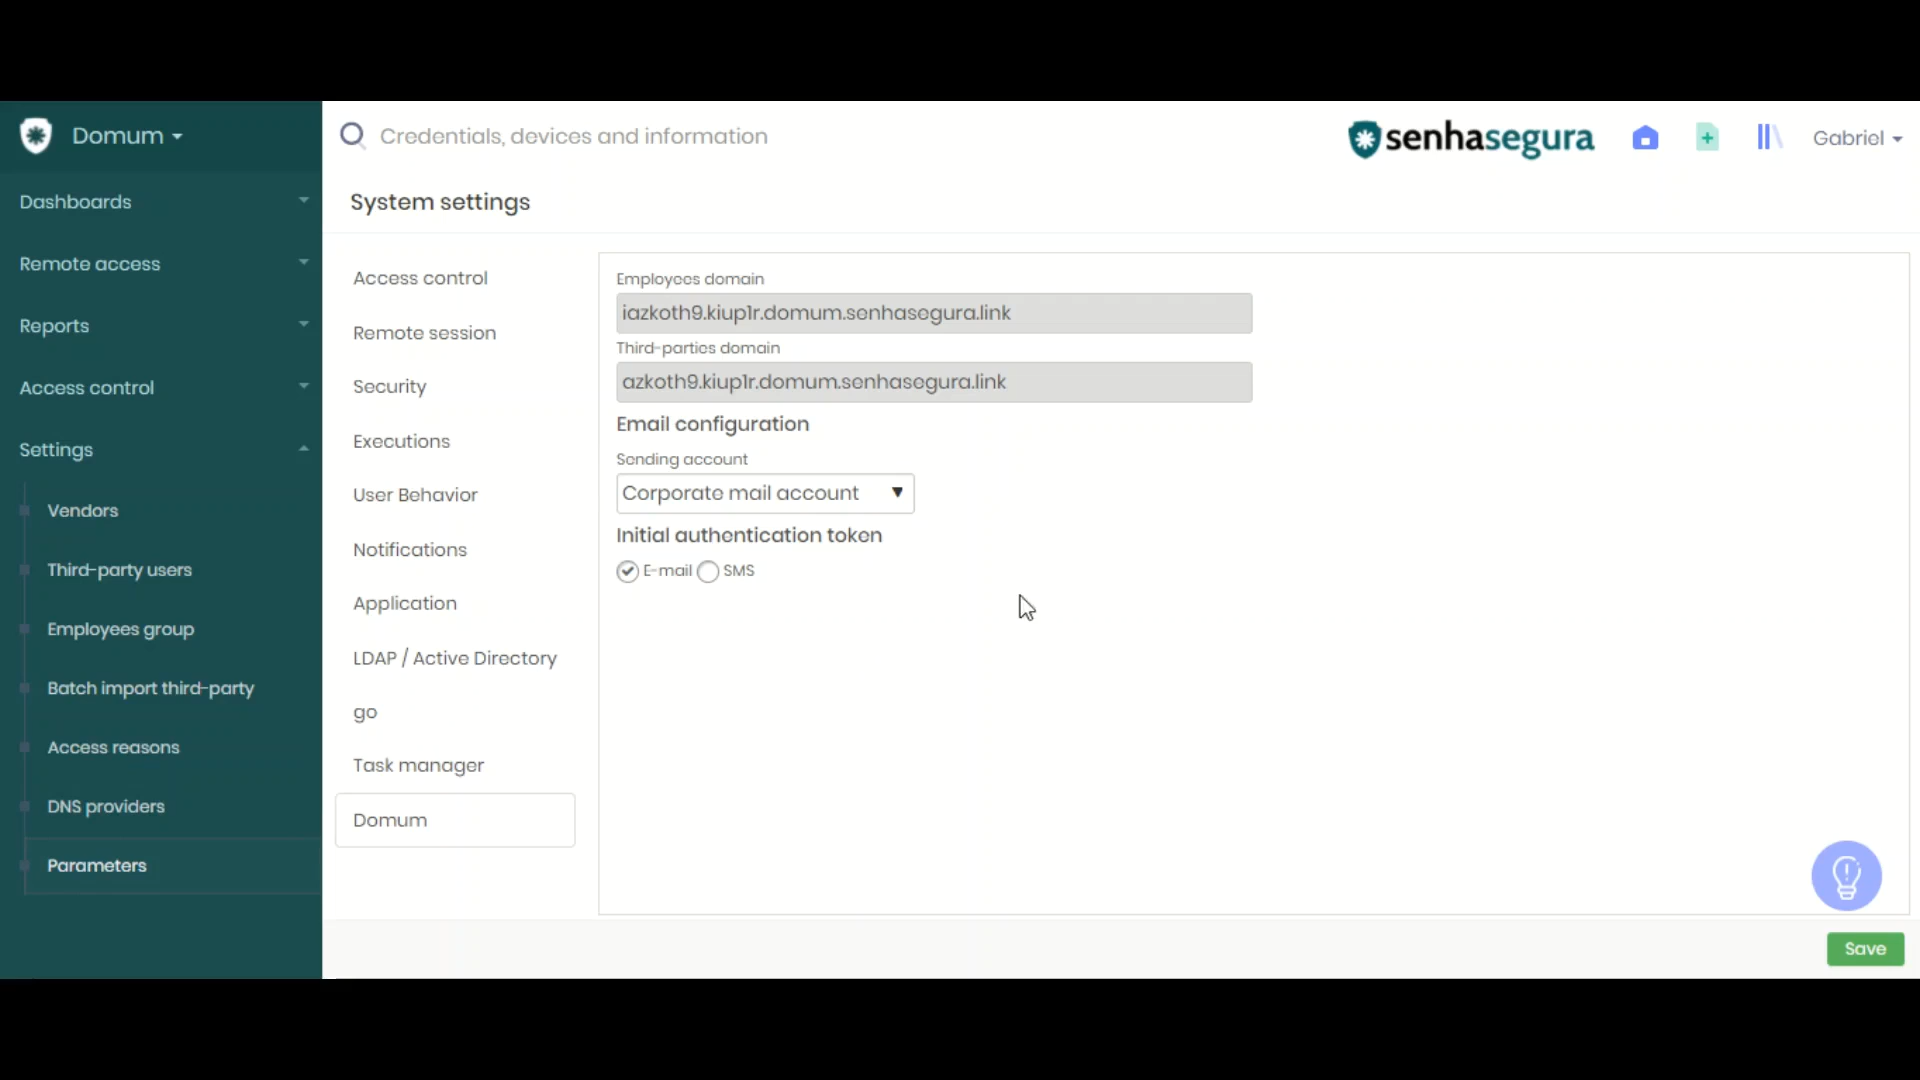 Domum
Credentials, devices and information
senhasegura
Gabriel
Dashboards
Remote access
Reports
Access control
Settings
Vendors
Third-party users
Employees group
Batch import third-party
Access reasons
DNS providers
Parameters
System settings
Access control
Remote session
Security
Executions
User Behavior
Notifications
Application
LDAP / Active Directory
go
Task manager
Domum
Employees domain
iazkoth9.kiup1r.domum.senhasegura.link
Third-parties domain
azkoth9.kiup1r.domum.senhasegura.link
Email configuration
Sending account
Corporate mail account
Initial authentication token
E-mail SMS
Save